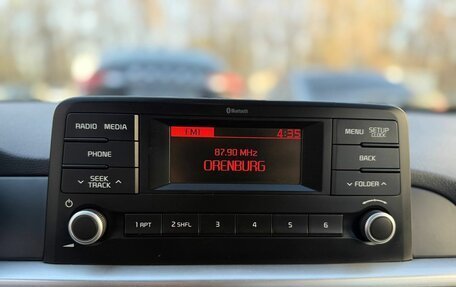 Bluetooth
RADIO MEDIA
PHONE
SEEK
TRACK
FM1 4:35
87.90 MHz
ORENBURG
MENU SETUP
CLOCK
BACK
FOLDER
1 RPT 2 SHFL 3 4 5 6